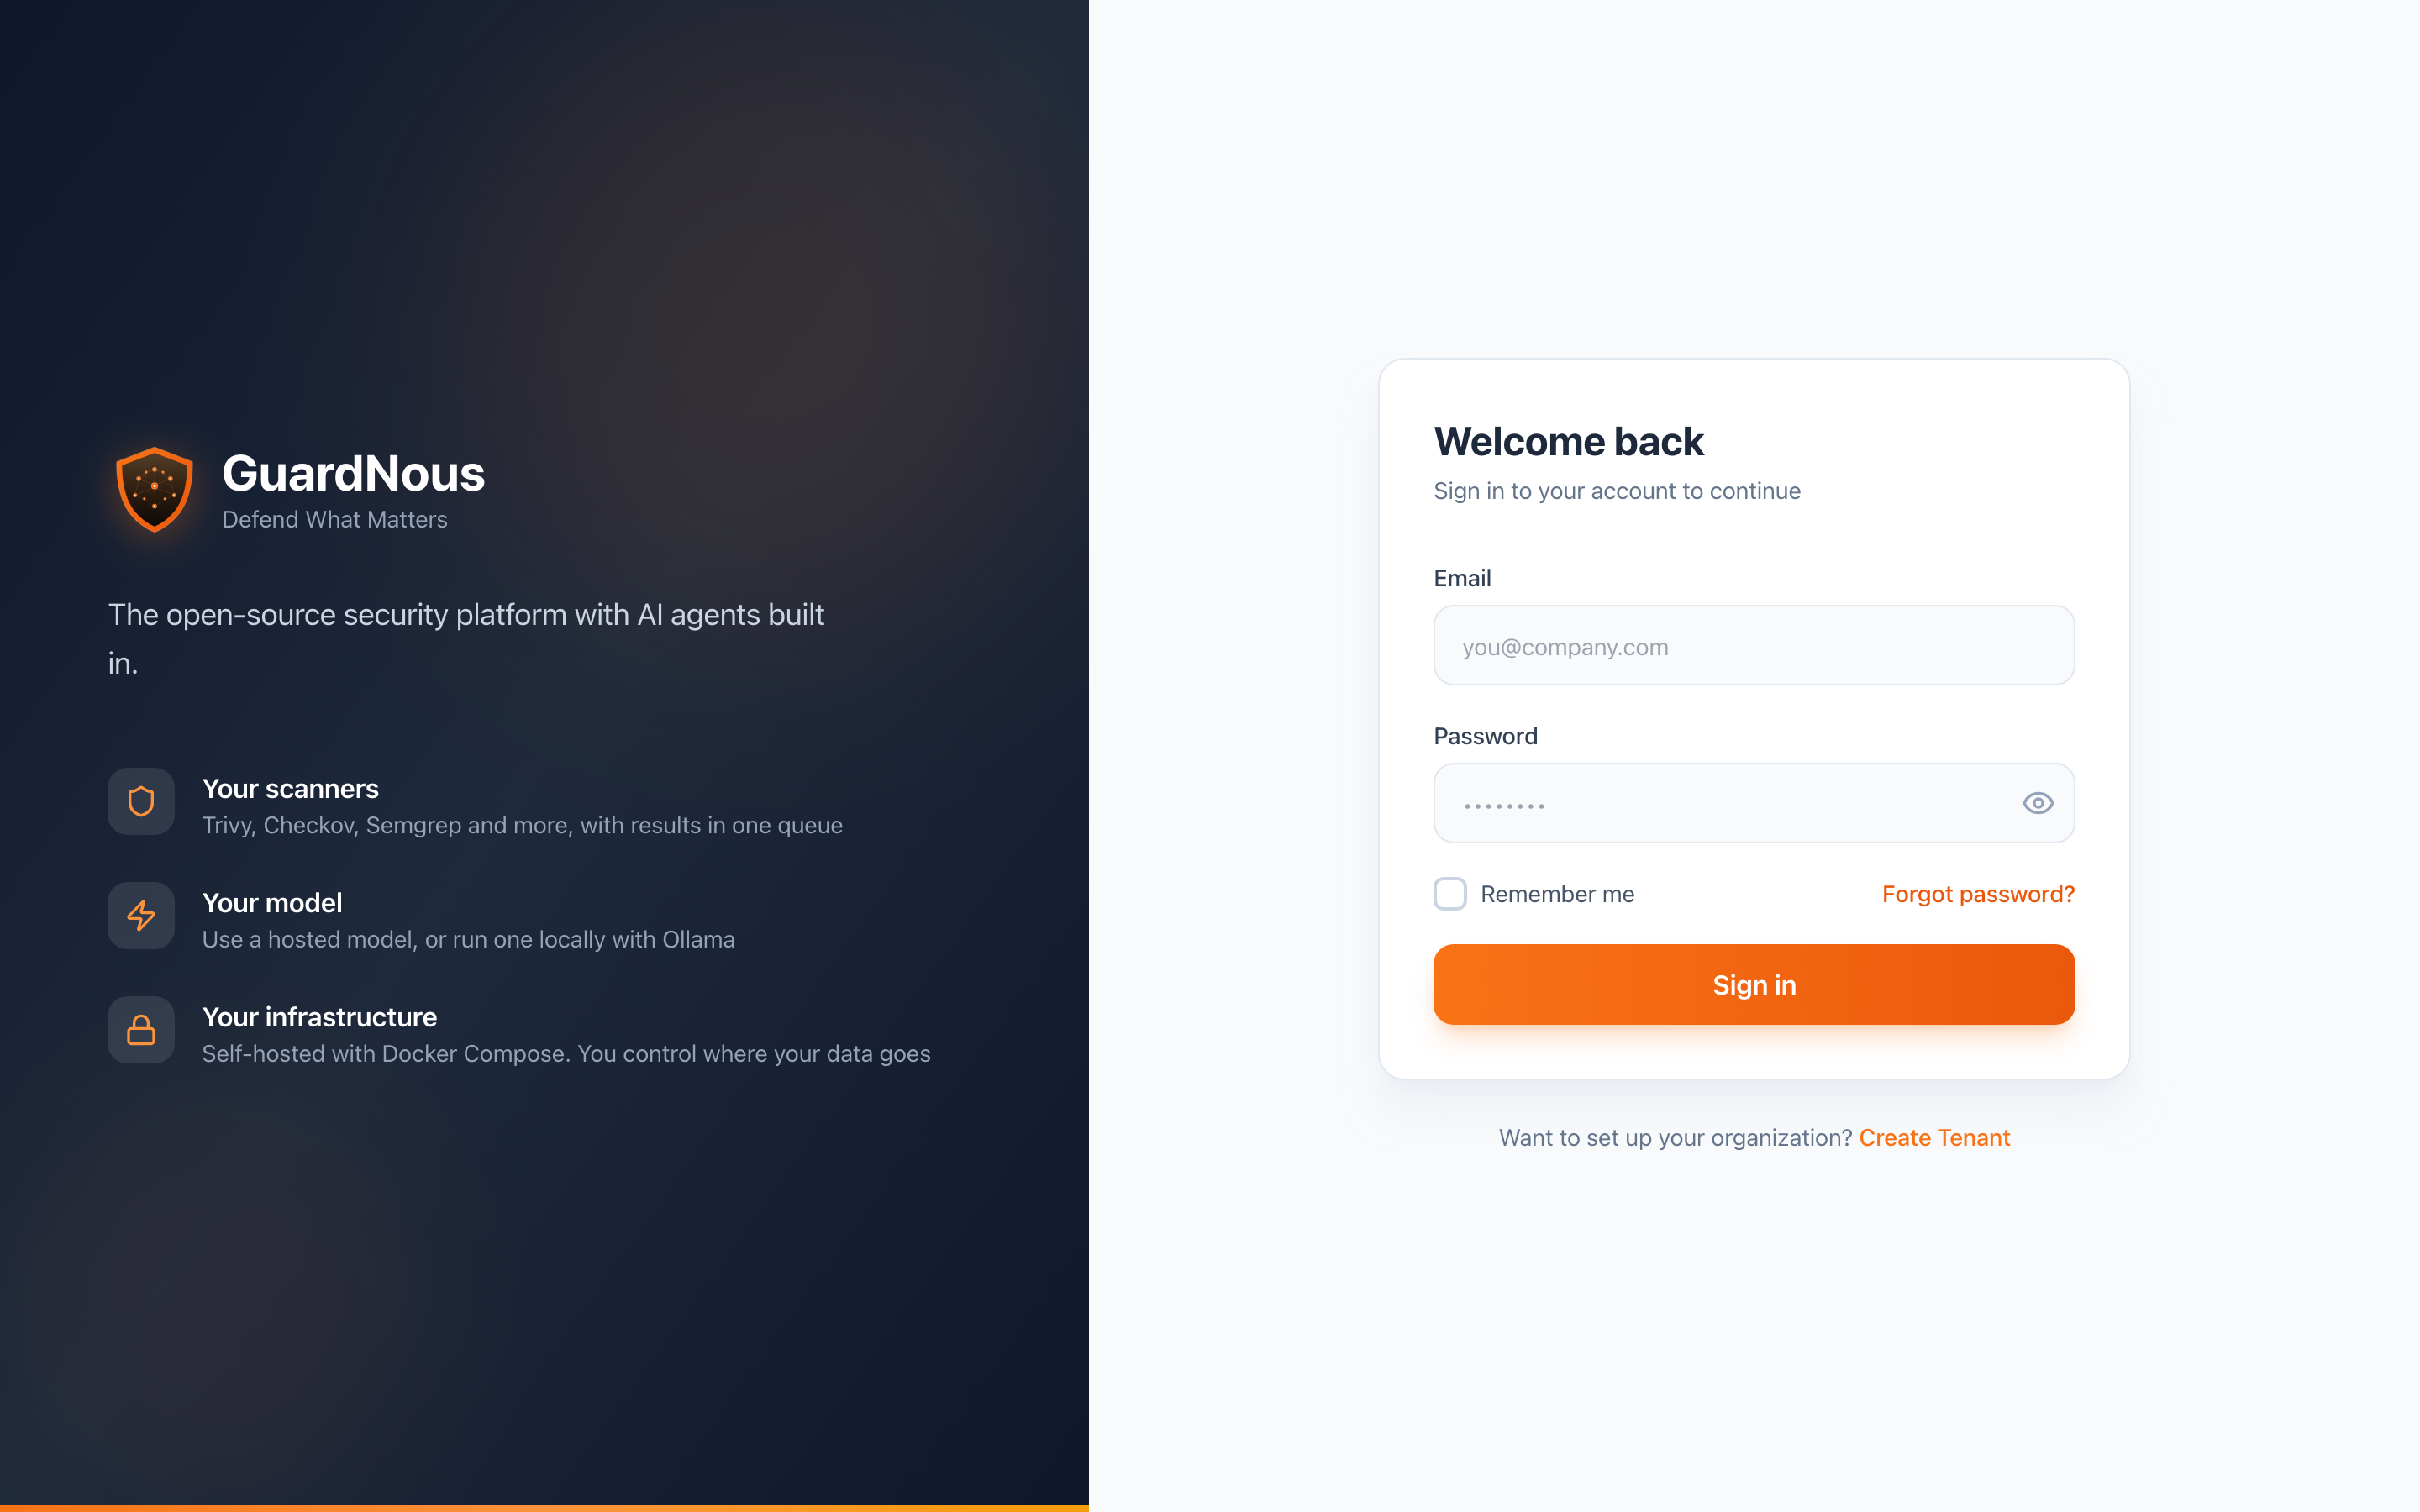 GuardNous
Defend What Matters
The open-source security platform with AI agents built
in.
Your scanners
Trivy, Checkov, Semgrep and more, with results in one queue
Your model
Use a hosted model, or run one locally with Ollama
Your infrastructure
Self-hosted with Docker Compose. You control where your data goes
Welcome back
Sign in to your account to continue
Email
you@company.com
Password
••••••••
Remember me
Forgot password?
Sign in
Want to set up your organization? Create Tenant